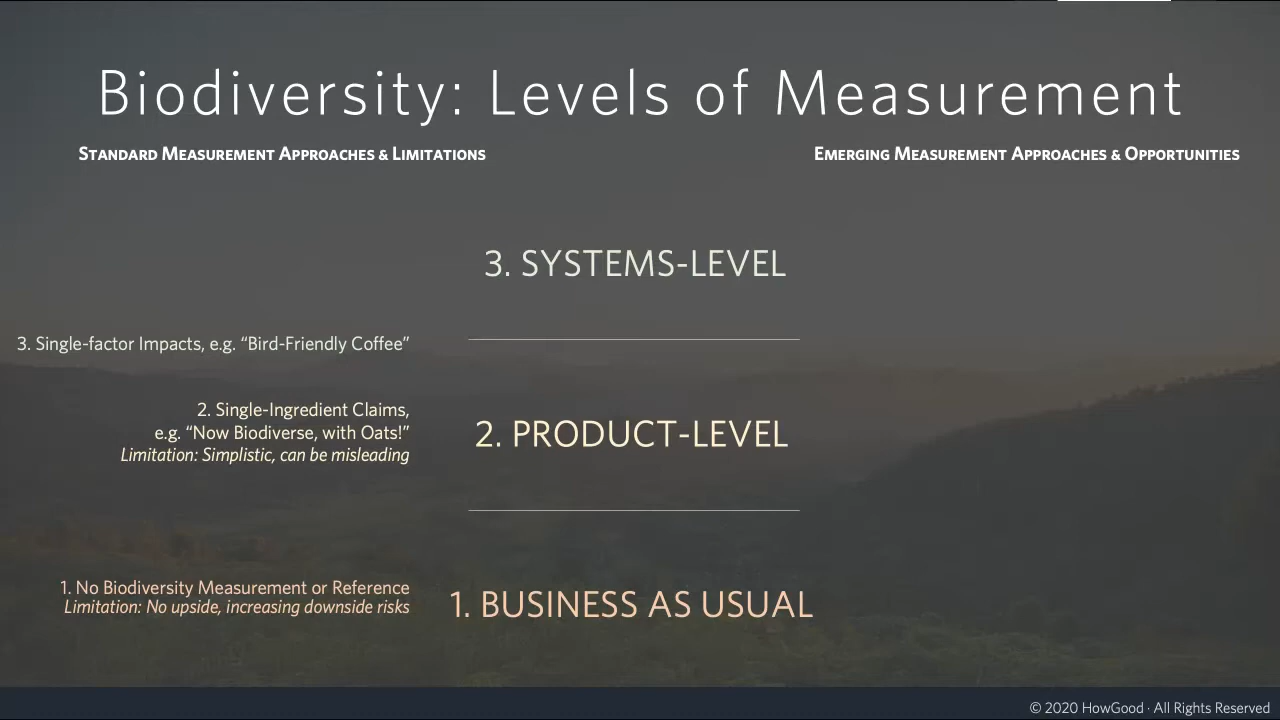 Biodiversity: Levels of Measurement
Standard Measurement Approaches & Limitations
Emerging Measurement Approaches & Opportunities
3. SYSTEMS-LEVEL
3. Single-factor Impacts, e.g. “Bird-Friendly Coffee”
2. Single-Ingredient Claims,
e.g. “Now Biodiverse, with Oats!”
Limitation: Simplistic, can be misleading
2. PRODUCT-LEVEL
1. No Biodiversity Measurement or Reference
Limitation: No upside, increasing downside risks
1. BUSINESS AS USUAL
© 2020 HowGood · All Rights Reserved